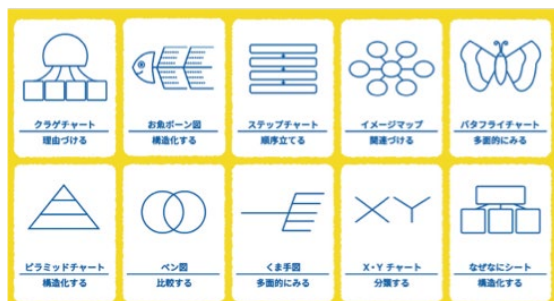 クラゲチャート
理由づける
お魚ボーン図
構造化する
ステップチャート
順序立てる
イメージマップ
関連づける
バタフライチャート
多面的にみる
ピラミッドチャート
構造化する
ベン図
比較する
くま手図
多面的にみる
X・Y チャート
分類する
なぜなにシート
構造化する